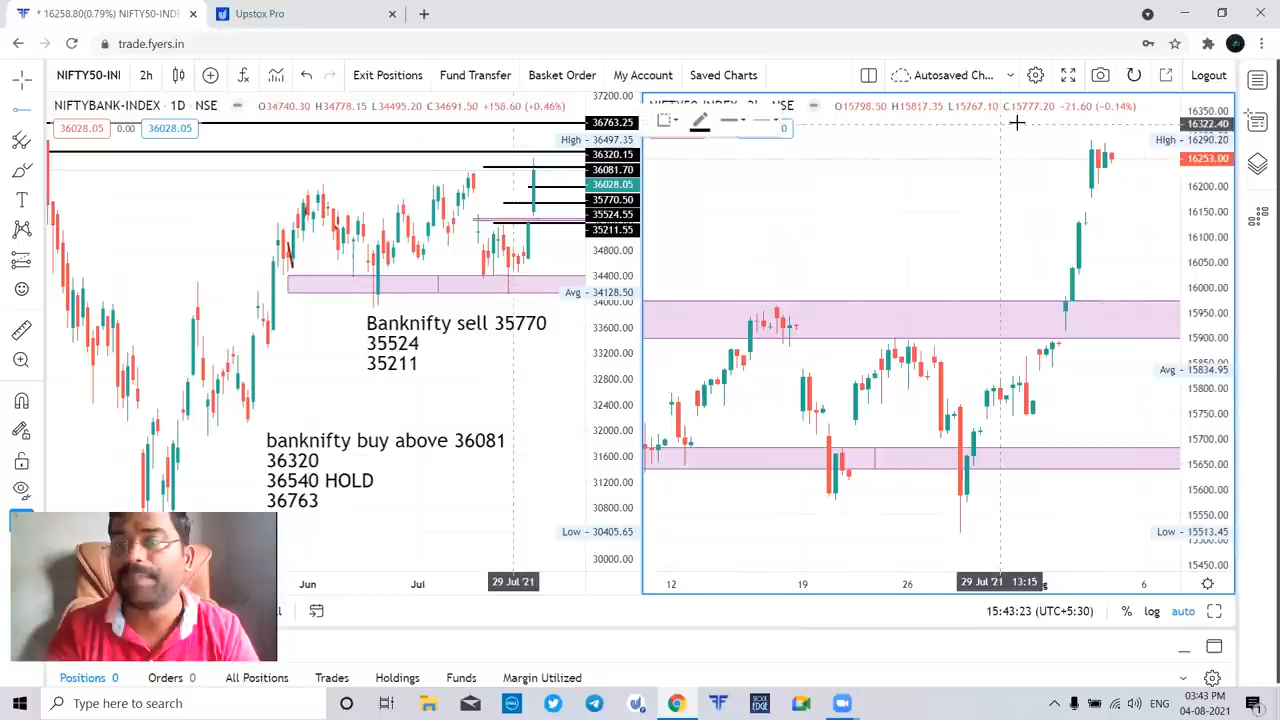 * 16258.80(0.79%) NIFTY50-INDE
Upstox Pro
trade.fyers.in
NIFTY50-INI 2h Exit Positions Fund Transfer Basket Order My Account Saved Charts Autosaved Ch... Logout
NIFTYBANK-INDEX • 1D • NSE O36740.30 H34778.15 L34495.20 C34691.50 +158.60 (+0.46%)
36028.05 0.00 36028.05
NSE O15798.50 H15817.35 L15767.10 C15777.20 -21.60 (-0.14%)
0
37200.00
36763.25
High - 36497.35
36320.15
36081.70
36028.05
35770.50
35524.55
35211.55
34800.00
34400.00
Avg - 34128.50
34000.00
33600.00
33200.00
32800.00
32400.00
32000.00
31600.00
31200.00
30800.00
Low - 30405.65
30000.00
Banknifty sell 35770
35524
35211
banknifty buy above 36081
36320
36540 HOLD
36763
16350.00
16322.40
High - 16290.20
16253.00
16200.00
16150.00
16100.00
16050.00
16000.00
15950.00
15900.00
15850.00
Avg - 15834.95
15800.00
15750.00
15700.00
15650.00
15600.00
15550.00
Low - 15513.45
15500.00
15450.00
Jun Jul 29 Jul '21
12 19 26 29 Jul '21 13:15 6
15:43:23 (UTC+5:30) % log auto
Positions 0 Orders 0 All Positions Trades Holdings Funds Margin Utilized
Type here to search
STOCK EDGE
ENG
03:43 PM
04-08-2021